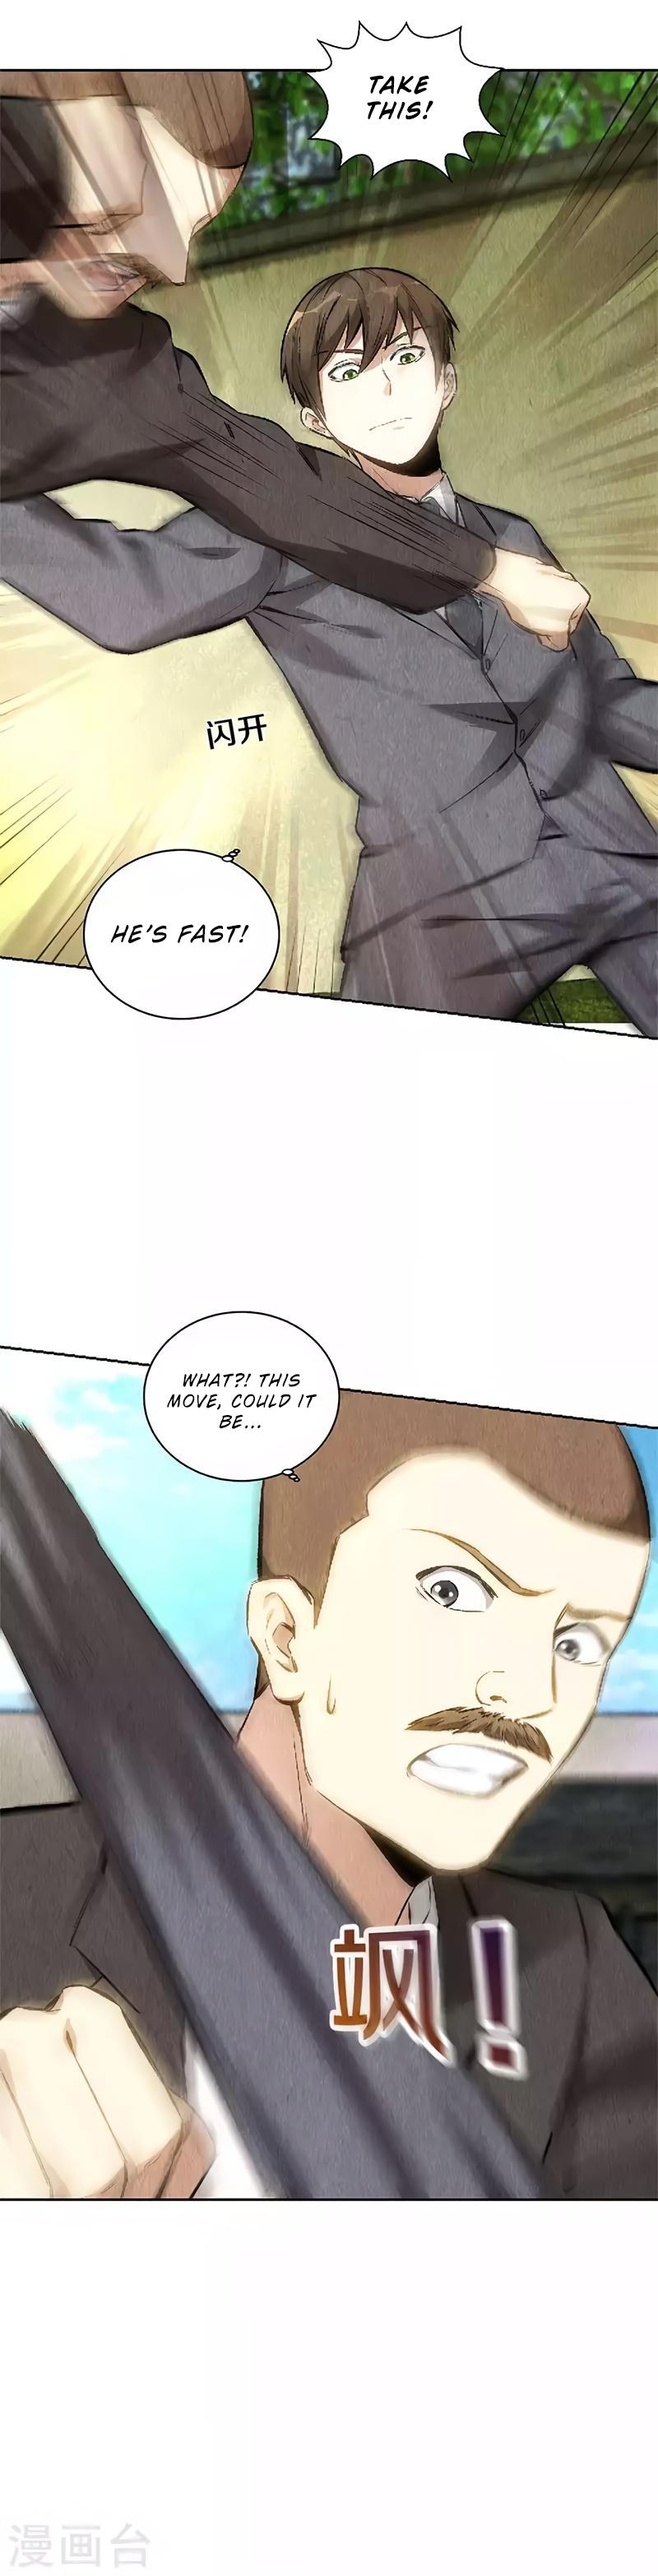 TAKE
THIS!
闪开
HE'S FAST!
WHAT?! THIS
MOVE, COULD IT
BE...
飒!
漫画台